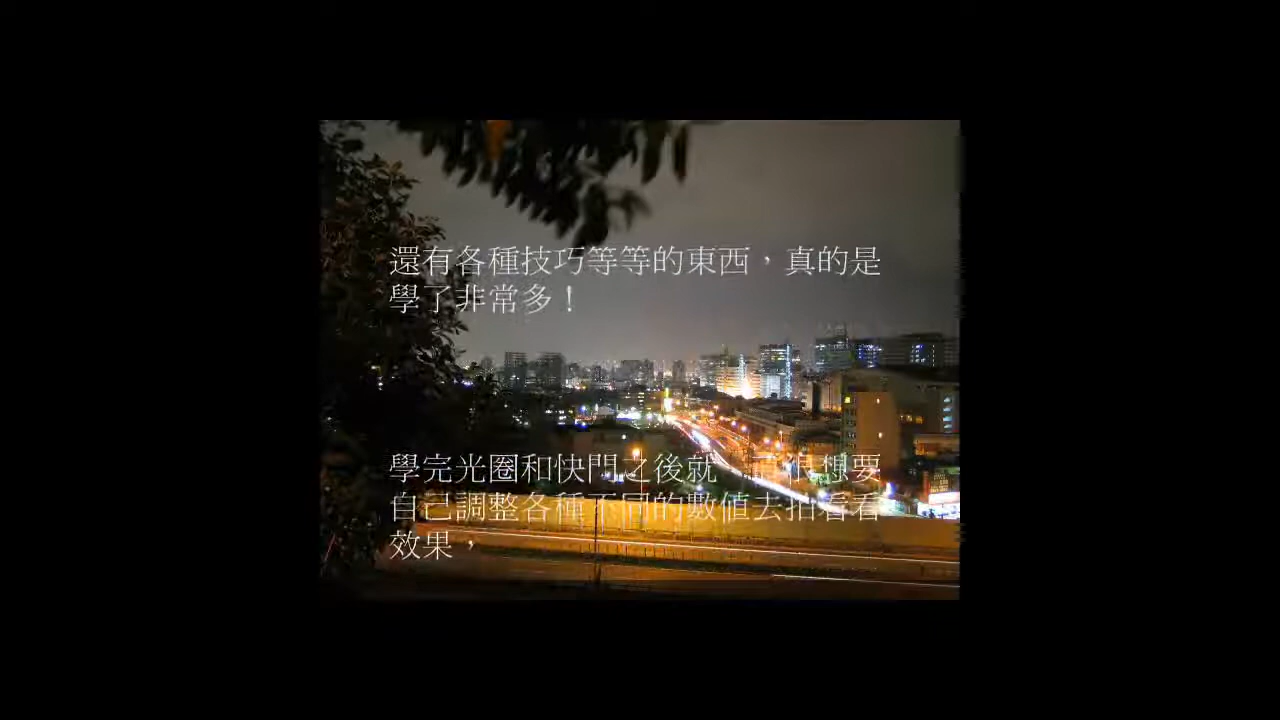 還有各種技巧等等的東西，真的是
學了非常多！
學完光圈和快門之後就 很想要
自己調整各種不同的數值去拍看看
效果，